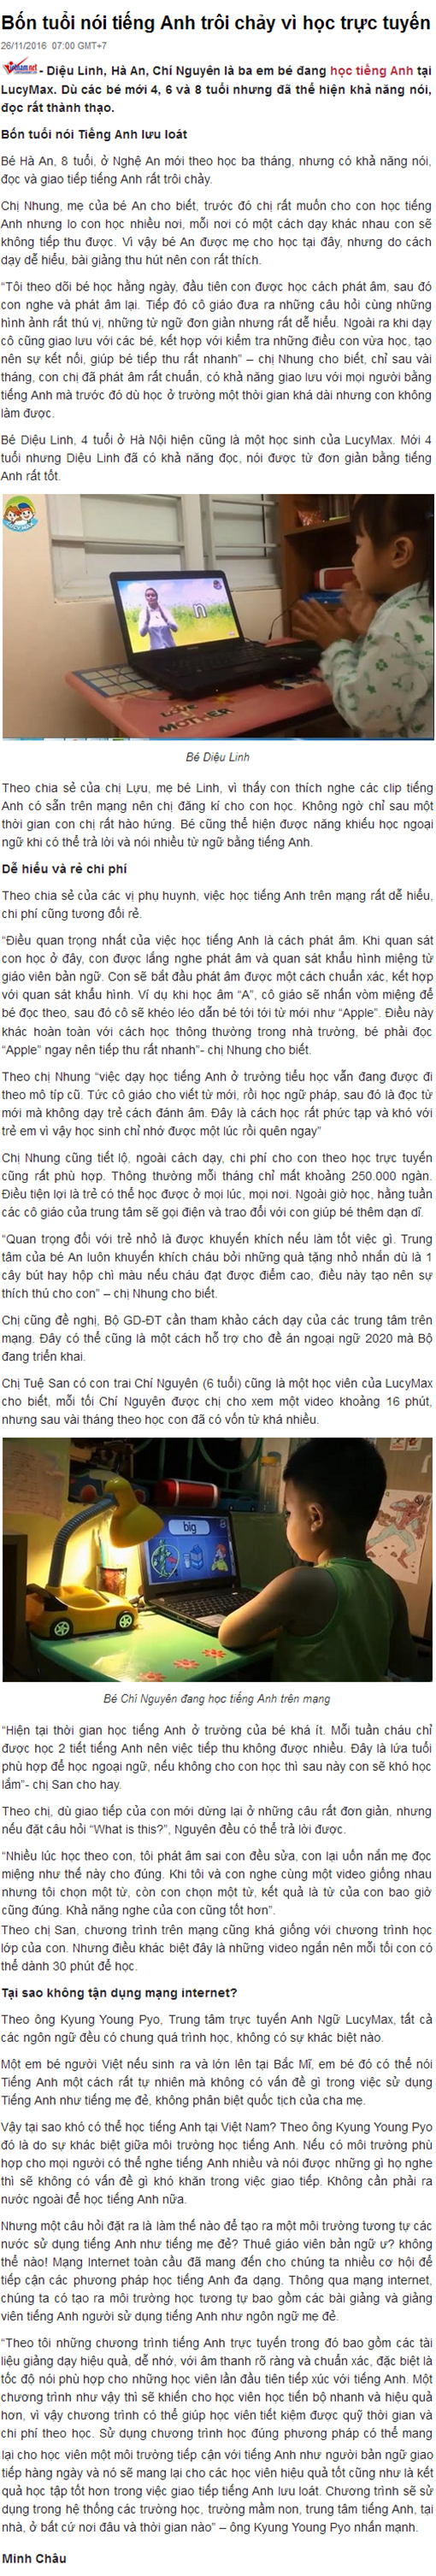 Bốn tuổi nói tiếng Anh trôi chảy vì học trực tuyến
26/11/2016 07:00 GMT+7
- Diệu Linh, Hà An, Chí Nguyên là ba em bé đang học tiếng Anh tại
LucyMax. Dù các bé mới 4, 6 và 8 tuổi nhưng đã thể hiện khả năng nói,
đọc rất thành thạo.
Bốn tuổi nói Tiếng Anh lưu loát
Bé Hà An, 8 tuổi, ở Nghệ An mới theo học ba tháng, nhưng có khả năng nói,
đọc và giao tiếp tiếng Anh rất trôi chảy.
Chị Nhung, mẹ của bé An cho biết, trước đó chị rất muốn cho con học tiếng
Anh nhưng lo con học nhiều nơi, mỗi nơi có một cách dạy khác nhau con sẽ
không tiếp thu được. Vì vậy bé An được mẹ cho học tại đây, nhưng do cách
dạy dễ hiểu, bài giảng thu hút nên con rất thích.
“Tôi theo dõi bé học hằng ngày, đầu tiên con được học cách phát âm, sau đó
con nghe và phát âm lại. Tiếp đó cô giáo đưa ra những câu hỏi cùng những
hình ảnh rất thú vị, những từ ngữ đơn giản nhưng rất dễ hiểu. Ngoài ra khi dạy
cô cũng giao lưu với các bé, kết hợp với kiểm tra những điều con vừa học, tạo
nên sự kết nối, giúp bé tiếp thu rất nhanh” – chị Nhung cho biết, chỉ sau vài
tháng, con chị đã phát âm rất chuẩn, có khả năng giao lưu với mọi người bằng
tiếng Anh mà trước đó dù học ở trường một thời gian khá dài nhưng con không
làm được.
Bé Diệu Linh, 4 tuổi ở Hà Nội hiện cũng là một học sinh của LucyMax. Mới 4
tuổi nhưng Diệu Linh đã có khả năng đọc, nói được từ đơn giản bằng tiếng
Anh rất tốt.
LUCYMAX
n
MOTHER
Bé Diệu Linh
Theo chia sẻ của chị Lựu, mẹ bé Linh, vì thấy con thích nghe các clip tiếng
Anh có sẵn trên mạng nên chị đăng kí cho con học. Không ngờ chỉ sau một
thời gian con chị rất hào hứng. Bé cũng thể hiện được năng khiếu học ngoại
ngữ khi có thể trả lời và nói nhiều từ ngữ bằng tiếng Anh.
Dễ hiểu và rẻ chi phí
Theo chia sẻ của các vị phụ huynh, việc học tiếng Anh trên mạng rất dễ hiểu,
chi phí cũng tương đối rẻ.
“Điều quan trọng nhất của việc học tiếng Anh là cách phát âm. Khi quan sát
con học ở đây, con được lắng nghe phát âm và quan sát khẩu hình miệng từ
giáo viên bản ngữ. Con sẽ bắt đầu phát âm được một cách chuẩn xác, kết hợp
với quan sát khẩu hình. Ví dụ khi học âm “A”, cô giáo sẽ nhấn vòm miệng để
bé đọc theo, sau đó cô sẽ khéo léo dẫn bé tới tới từ mới như “Apple”. Điều này
khác hoàn toàn với cách học thông thường trong nhà trường, bé phải đọc
“Apple” ngay nên tiếp thu rất nhanh”- chị Nhung cho biết.
Theo chị Nhung “việc dạy học tiếng Anh ở trường tiểu học vẫn đang được đi
theo mô típ cũ. Tức cô giáo cho viết từ mới, rồi học ngữ pháp, sau đó là đọc từ
mới mà không dạy trẻ cách đánh âm. Đây là cách học rất phức tạp và khó với
trẻ em vì vậy học sinh chỉ nhớ được một lúc rồi quên ngay”
Chị Nhung cũng tiết lộ, ngoài cách dạy, chi phí cho con theo học trực tuyến
cũng rất phù hợp. Thông thường mỗi tháng chỉ mất khoảng 250.000 ngàn.
Điều tiện lợi là trẻ có thể học được ở mọi lúc, mọi nơi. Ngoài giờ học, hằng tuần
các cô giáo của trung tâm sẽ gọi điện và trao đổi với con giúp bé thêm dạn dĩ.
“Quan trọng đối với trẻ nhỏ là được khuyến khích nếu làm tốt việc gì. Trung
tâm của bé An luôn khuyến khích cháu bởi những quà tặng nhỏ nhắn dù là 1
cây bút hay hộp chì màu nếu cháu đạt được điểm cao, điều này tạo nên sự
thích thú cho con” – chị Nhung cho biết.
Chị cũng đề nghị, Bộ GD-ĐT cần tham khảo cách dạy của các trung tâm trên
mạng. Đây có thể cũng là một cách hỗ trợ cho đề án ngoại ngữ 2020 mà Bộ
đang triển khai.
Chị Tuệ San có con trai Chí Nguyên (6 tuổi) cũng là một học viên của LucyMax
cho biết, mỗi tối Chí Nguyên được chị cho xem một video khoảng 16 phút,
nhưng sau vài tháng theo học con đã có vốn từ khá nhiều.
big
Bé Chí Nguyên đang học tiếng Anh trên mạng
“Hiện tại thời gian học tiếng Anh ở trường của bé khá ít. Mỗi tuần cháu chỉ
được học 2 tiết tiếng Anh nên việc tiếp thu không được nhiều. Đây là lứa tuổi
phù hợp để học ngoại ngữ, nếu không cho con học thì sau này con sẽ khó học
lắm”- chị San cho hay.
Theo chị, dù giao tiếp của con mới dừng lại ở những câu rất đơn giản, nhưng
nếu đặt câu hỏi “What is this?”, Nguyên đều có thể trả lời được.
“Nhiều lúc học theo con, tôi phát âm sai con đều sửa, con lại uốn nắn mẹ đọc
miệng như thế này cho đúng. Khi tôi và con nghe cùng một video giống nhau
nhưng tôi chọn một từ, còn con chọn một từ, kết quả là từ của con bao giờ
cũng đúng. Khả năng nghe của con cũng tốt hơn”.
Theo chị San, chương trình trên mạng cũng khá giống với chương trình học
lớp của con. Nhưng điều khác biệt đây là những video ngắn nên mỗi tối con có
thể dành 30 phút để học.
Tại sao không tận dụng mạng internet?
Theo ông Kyung Young Pyo, Trung tâm trực tuyến Anh Ngữ LucyMax, tất cả
các ngôn ngữ đều có chung quá trình học, không có sự khác biệt nào.
Một em bé người Việt nếu sinh ra và lớn lên tại Bắc Mĩ, em bé đó có thể nói
Tiếng Anh một cách rất tự nhiên mà không có vấn đề gì trong việc sử dụng
Tiếng Anh như tiếng mẹ đẻ, không phân biệt quốc tịch của cha mẹ.
Vậy tại sao khó có thể học tiếng Anh tại Việt Nam? Theo ông Kyung Young Pyo
đó là do sự khác biệt giữa môi trường học tiếng Anh. Nếu có môi trường phù
hợp cho mọi người có thể nghe tiếng Anh nhiều và nói được những gì họ nghe
thì sẽ không có vấn đề gì khó khăn trong việc giao tiếp. Không cần phải ra
nước ngoài để học tiếng Anh nữa.
Nhưng một câu hỏi đặt ra là làm thế nào để tạo ra một môi trường tương tự các
nước sử dụng tiếng Anh như tiếng mẹ đẻ? Thuê giáo viên bản ngữ ư? không
thể nào! Mạng Internet toàn cầu đã mang đến cho chúng ta nhiều cơ hội để
tiếp cận các phương pháp học tiếng Anh đa dạng. Thông qua mạng internet,
chúng ta có tạo ra môi trường học tương tự bao gồm các bài giảng và giảng
viên tiếng Anh người sử dụng tiếng Anh như ngôn ngữ mẹ đẻ.
“Theo tôi những chương trình tiếng Anh trực tuyến trong đó bao gồm các tài
liệu giảng dạy hiệu quả, dễ nhớ, với âm thanh rõ ràng và chuẩn xác, đặc biệt là
tốc độ nói phù hợp cho những học viên lần đầu tiên tiếp xúc với tiếng Anh. Một
chương trình như vậy thì sẽ khiến cho học viên học tiến bộ nhanh và hiệu quả
hơn, vì vậy chương trình có thể giúp học viên tiết kiệm được quỹ thời gian và
chi phí theo học. Sử dụng chương trình học đúng phương pháp có thể mang
lại cho học viên một môi trường tiếp cận với tiếng Anh như người bản ngữ giao
tiếp hàng ngày và nó sẽ mang lại cho các học viên hiệu quả tốt cũng như là kết
quả học tập tốt hơn trong việc giao tiếp tiếng Anh lưu loát. Chương trình sẽ sử
dụng trong hệ thống các trường học, trường mầm non, trung tâm tiếng Anh, tại
nhà, ở bất cứ nơi đâu và thời gian nào” – ông Kyung Young Pyo nhấn mạnh.
Minh Châu